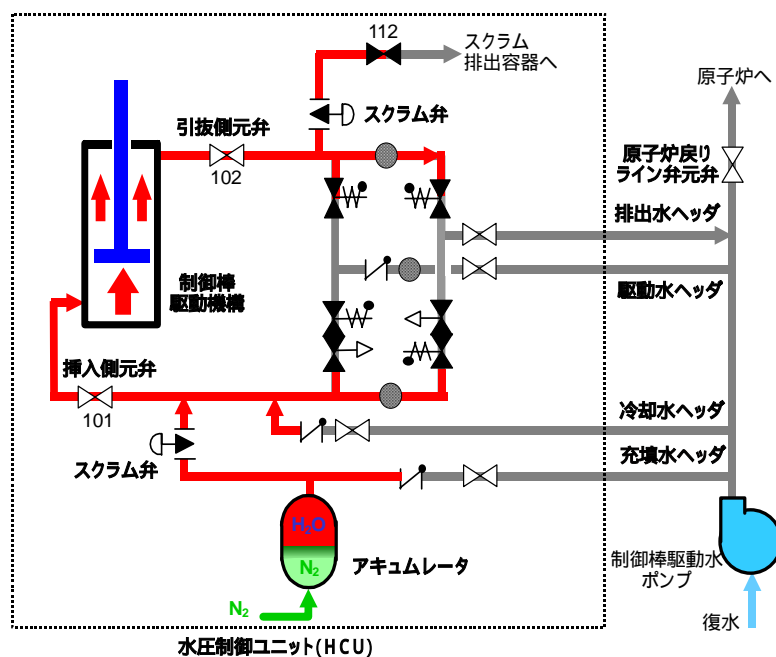 112
スクラム
排出容器へ
原子炉へ
スクラム弁
引抜側元弁
102
原子炉戻り
ライン弁元弁
排出水ヘッダ
駆動水ヘッダ
制御棒
駆動機構
挿入側元弁
101
冷却水ヘッダ
スクラム弁
充填水ヘッダ
H₂O
N₂
アキュムレータ
制御棒駆動水
ポンプ
N₂
復水
水圧制御ユニット(HCU)